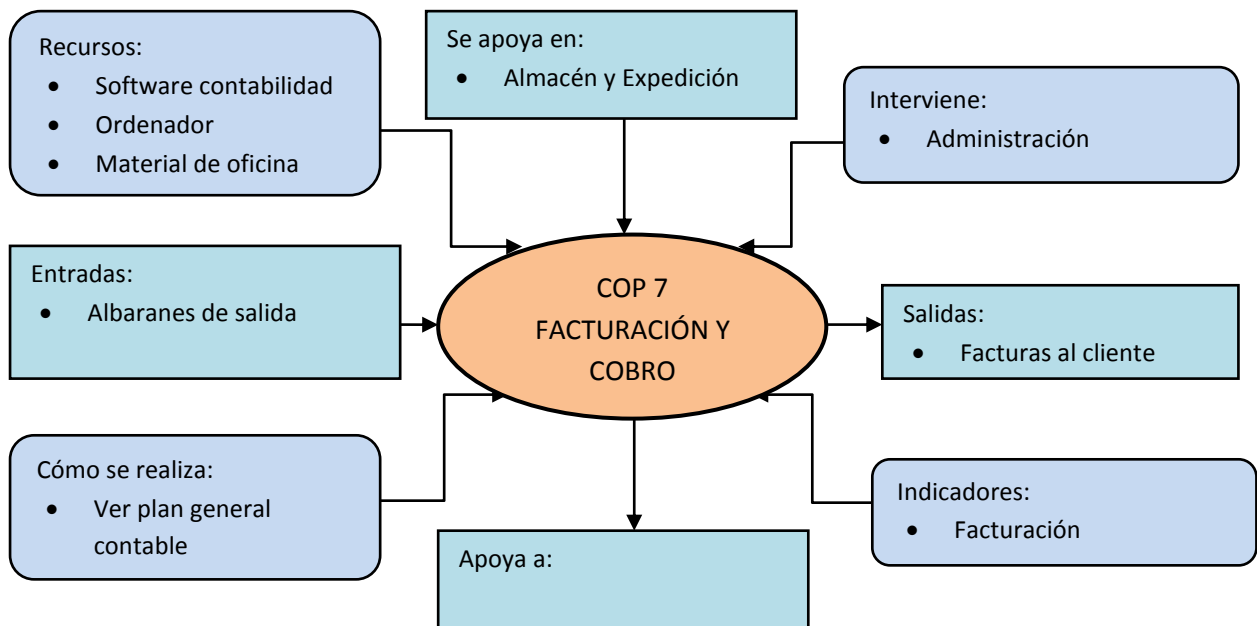 Recursos:
• Software contabilidad
• Ordenador
• Material de oficina
Se apoya en:
• Almacén y Expedición
Interviene:
• Administración
Entradas:
• Albaranes de salida
COP 7
FACTURACIÓN Y
COBRO
Salidas:
• Facturas al cliente
Cómo se realiza:
• Ver plan general
contable
Apoya a:
Indicadores:
• Facturación